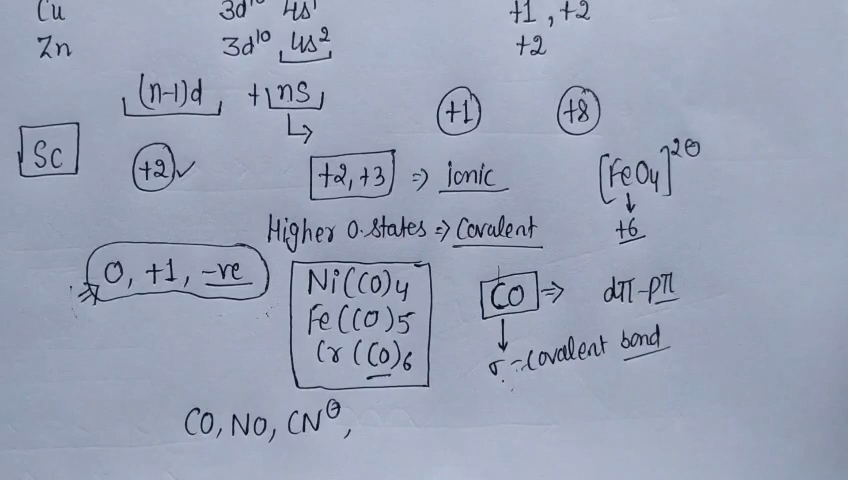 Cu 3d¹⁰ 4s¹ +1, +2
Zn 3d¹⁰ 4s² +2
(n-1)d + ns +1 +8
Sc +2 ✓ +2, +3 ⇒ ionic [FeO4]²⊖
↓
Higher O. states ⇒ Covalent +6
⇒ 0, +1, -ve Ni(CO)4 CO ⇒ dπ-pπ
Fe(CO)5
Cr(CO)6 σ-covalent bond
CO, NO, CN⊖,